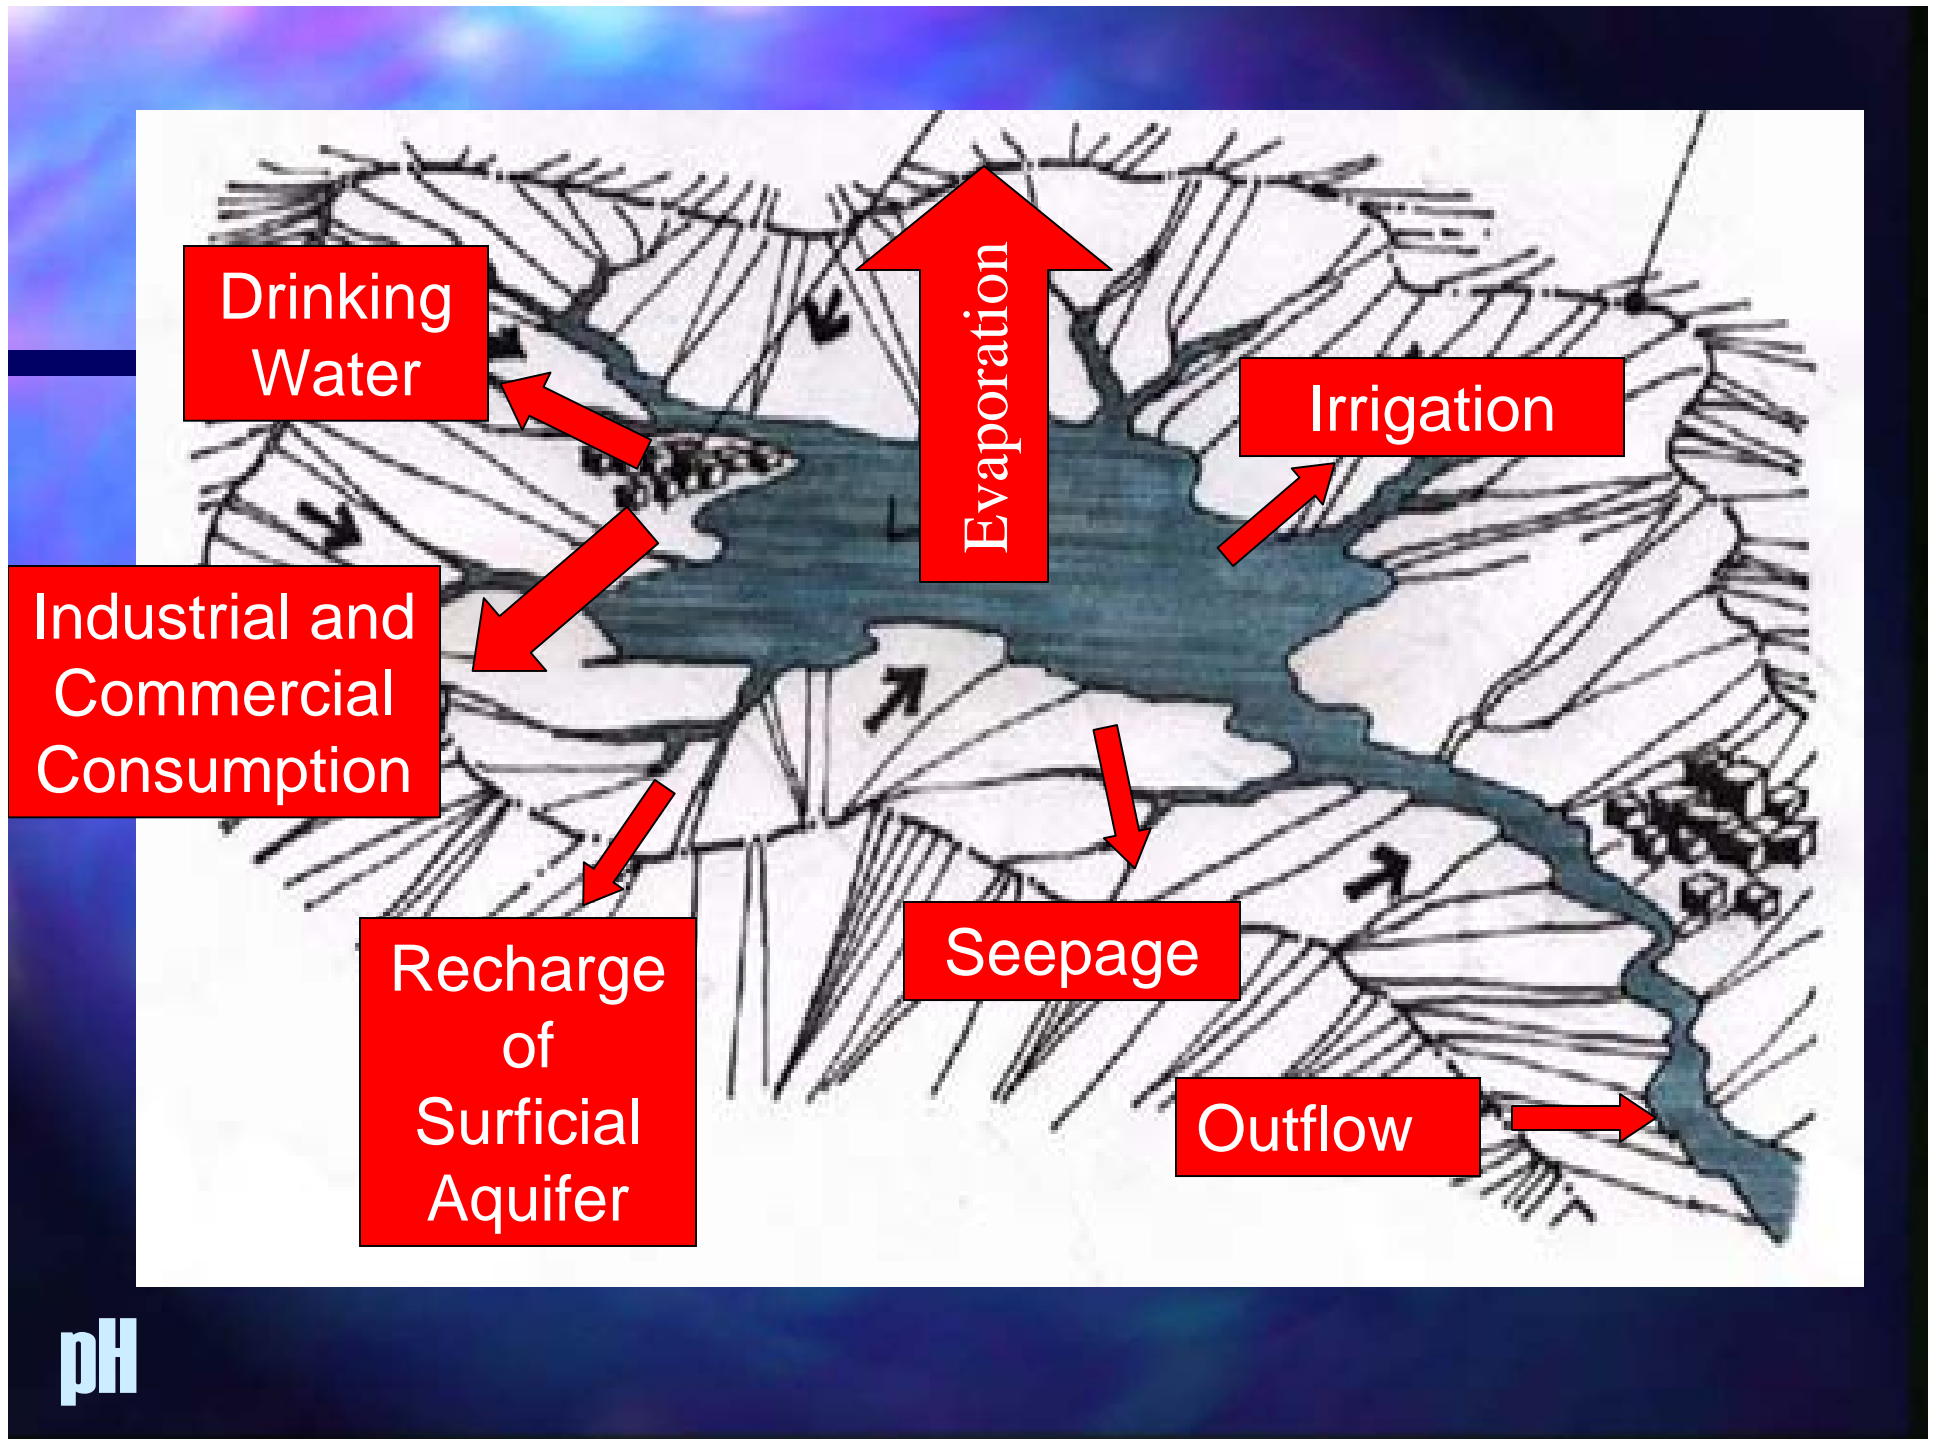 Drinking
Water
Evaporation
Irrigation
Industrial and
Commercial
Consumption
Recharge
of
Surficial
Aquifer
Seepage
Outflow
pH